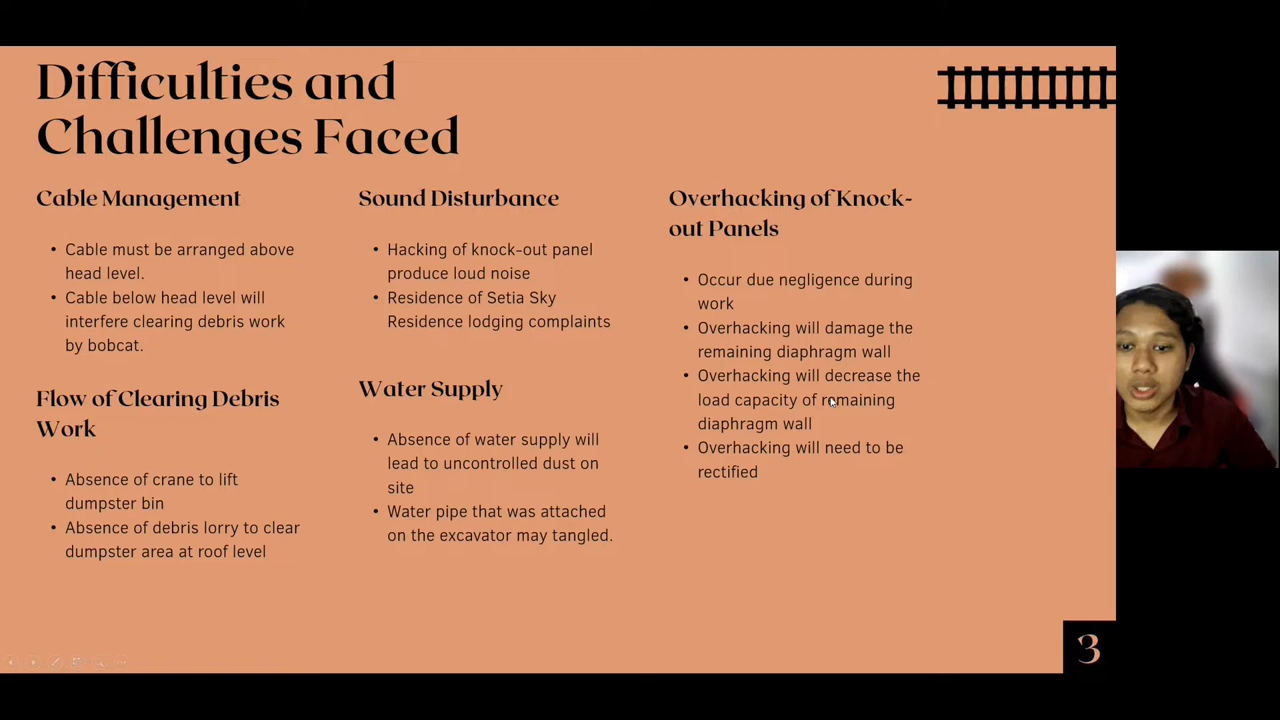 Difficulties and
Challenges Faced
Cable Management
• Cable must be arranged above
head level.
• Cable below head level will
interfere clearing debris work
by bobcat.
Flow of Clearing Debris
Work
• Absence of crane to lift
dumpster bin
• Absence of debris lorry to clear
dumpster area at roof level
Sound Disturbance
• Hacking of knock-out panel
produce loud noise
• Residence of Setia Sky
Residence lodging complaints
Water Supply
• Absence of water supply will
lead to uncontrolled dust on
site
• Water pipe that was attached
on the excavator may tangled.
Overhacking of Knock-
out Panels
• Occur due negligence during
work
• Overhacking will damage the
remaining diaphragm wall
• Overhacking will decrease the
load capacity of remaining
diaphragm wall
• Overhacking will need to be
rectified
3